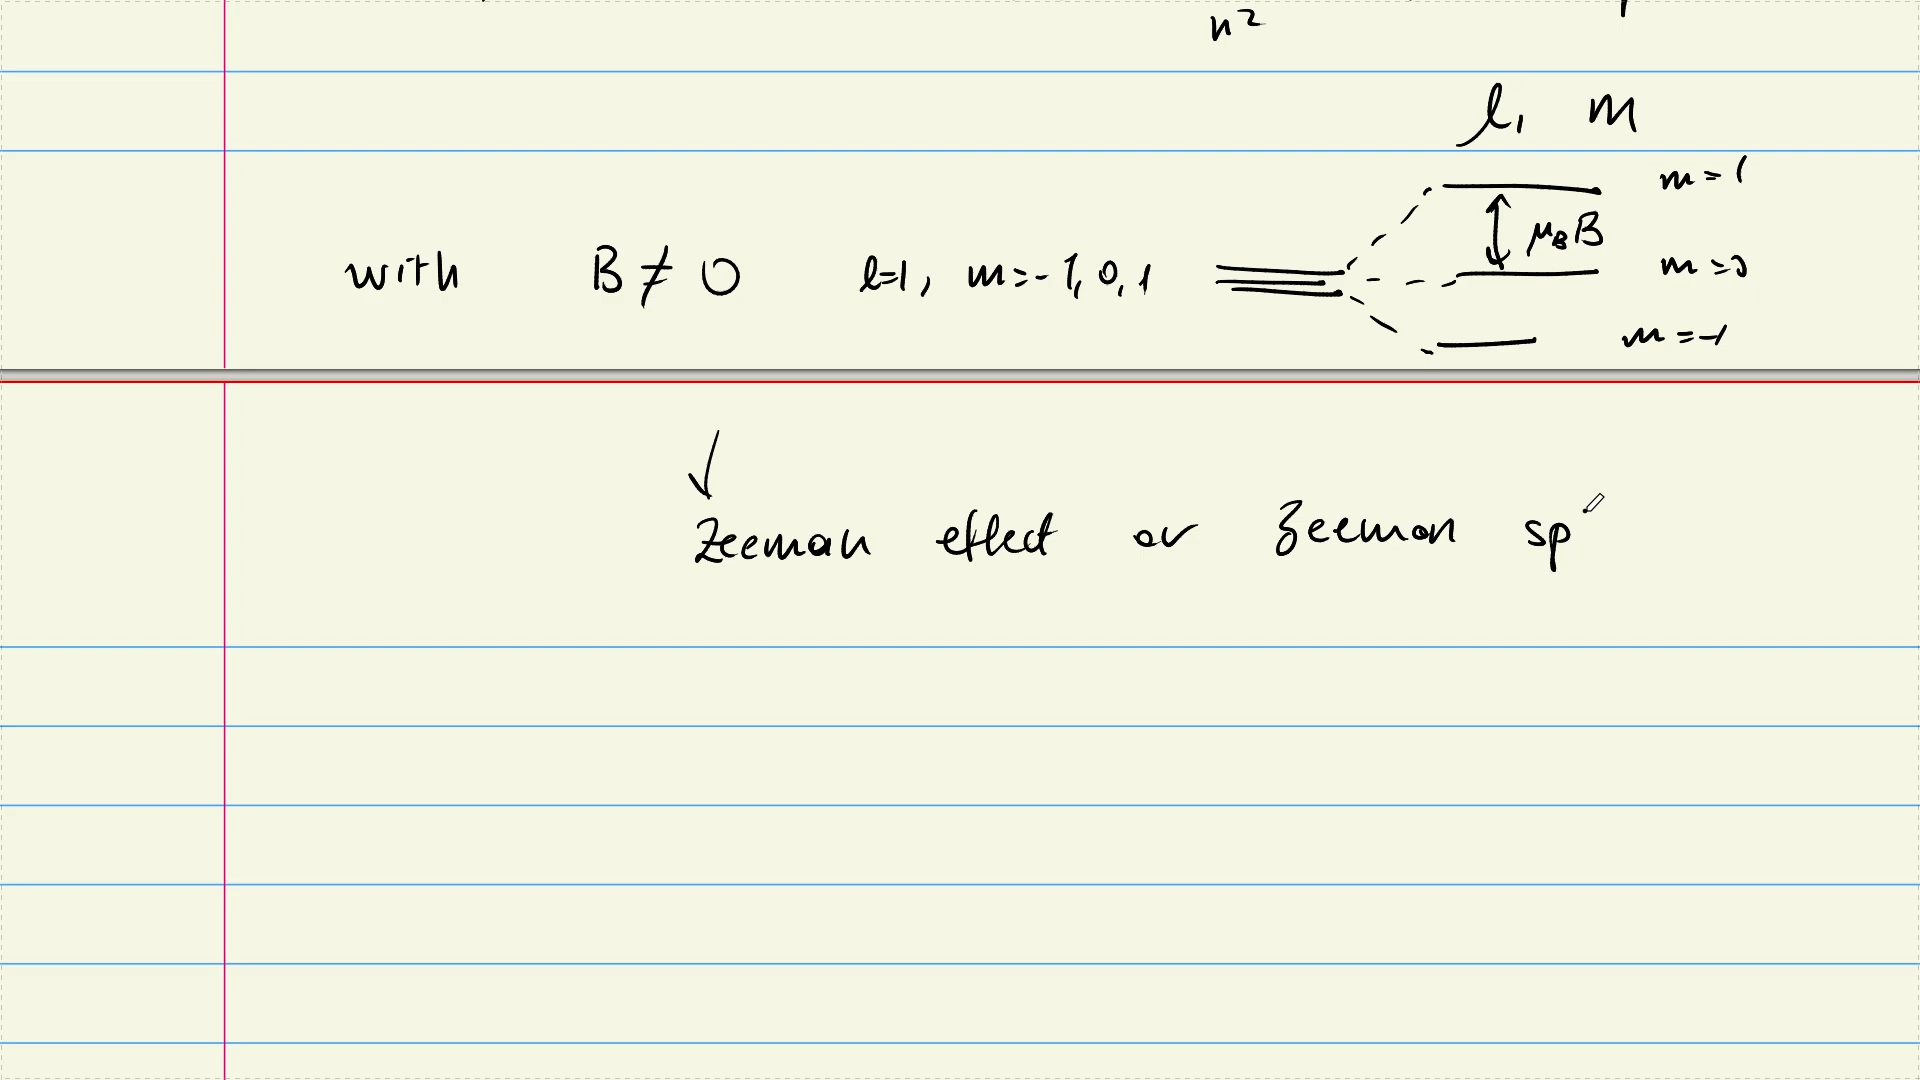 n²
l, m
m=1
μ_B B
with B≠0 l=1, m=-1,0,1 m=0
m=-1
Zeeman effect or Zeeman sp